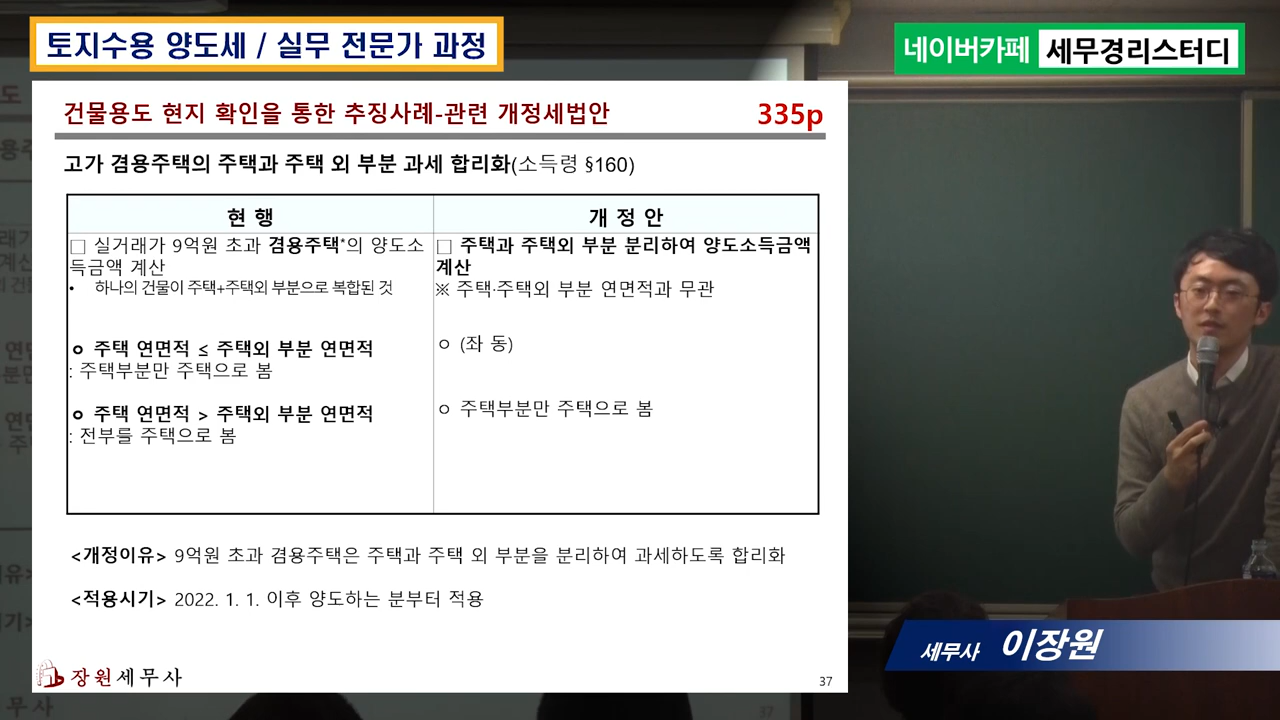 토지수용 양도세 / 실무 전문가 과정
네이버카페 세무경리스터디
건물용도 현지 확인을 통한 추징사례-관련 개정세법안
335p
고가 겸용주택의 주택과 주택 외 부분 과세 합리화(소득령 §160)
현 행
□ 실거래가 9억원 초과 겸용주택*의 양도소
득금액 계산
• 하나의 건물이 주택+주택외 부분으로 복합된 것
ㅇ 주택 연면적 ≤ 주택외 부분 연면적
: 주택부분만 주택으로 봄
ㅇ 주택 연면적 > 주택외 부분 연면적
: 전부를 주택으로 봄
개 정 안
□ 주택과 주택외 부분 분리하여 양도소득금액
계산
※ 주택·주택외 부분 연면적과 무관
ㅇ (좌 동)
ㅇ 주택부분만 주택으로 봄
<개정이유> 9억원 초과 겸용주택은 주택과 주택 외 부분을 분리하여 과세하도록 합리화
<적용시기> 2022. 1. 1. 이후 양도하는 분부터 적용
장원세무사
37
세무사 이장원